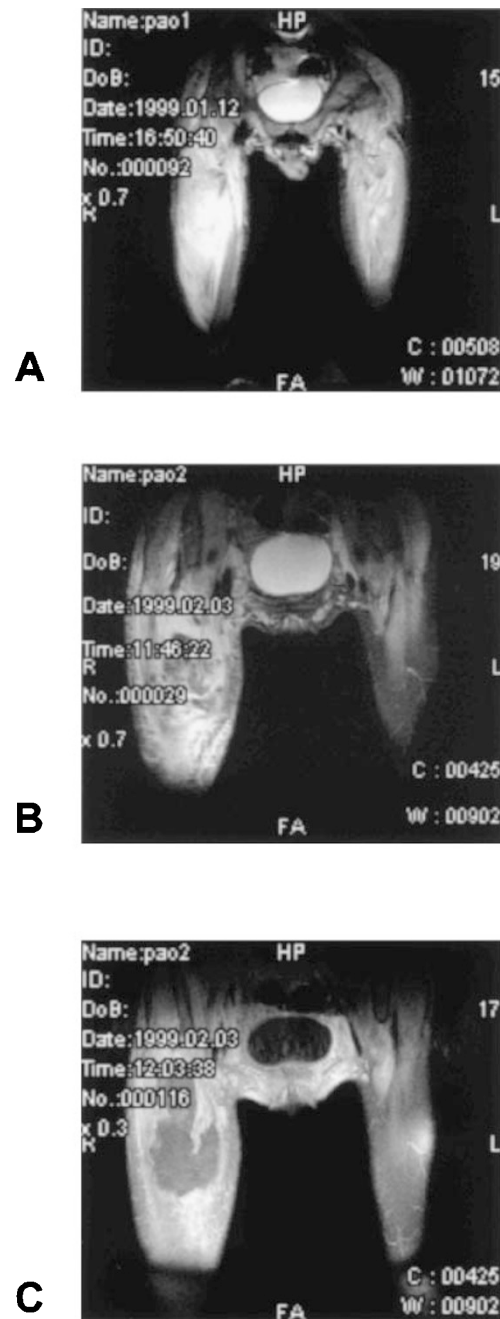 Name:pao1
HP
ID:
DoB:
15
Date:1999.01.12
Time:16:50:40
No.:000092
x 0.7
R
L
C : 00508
W : 01072
FA
A
Name:pao2
HP
ID:
DoB:
19
Date:1999.02.03
Time:11:46:22
R
L
No.:000029
x 0.7
C : 00425
W : 00902
FA
B
Name:pao2
HP
ID:
DoB:
17
Date:1999.02.03
Time:12:03:38
No.:000116
x 0.3
R
L
C : 00425
W : 00902
FA
C